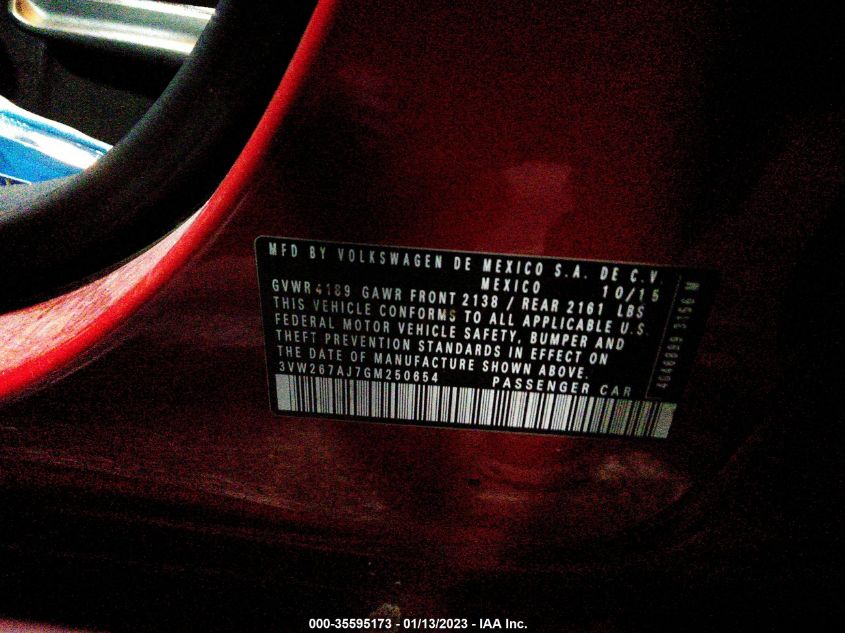 MFD BY VOLKSWAGEN DE MEXICO S.A. DE C.V.
MEXICO 10/15
GVWR 4189 GAWR FRONT 2138 / REAR 2161 LBS
THIS VEHICLE CONFORMS TO ALL APPLICABLE U.S.
FEDERAL MOTOR VEHICLE SAFETY, BUMPER AND
THEFT PREVENTION STANDARDS IN EFFECT ON
THE DATE OF MANUFACTURE SHOWN ABOVE.
3VW267AJ7GM250654 PASSENGER CAR
4046899 3156 M
000-35595173 - 01/13/2023 - IAA Inc.